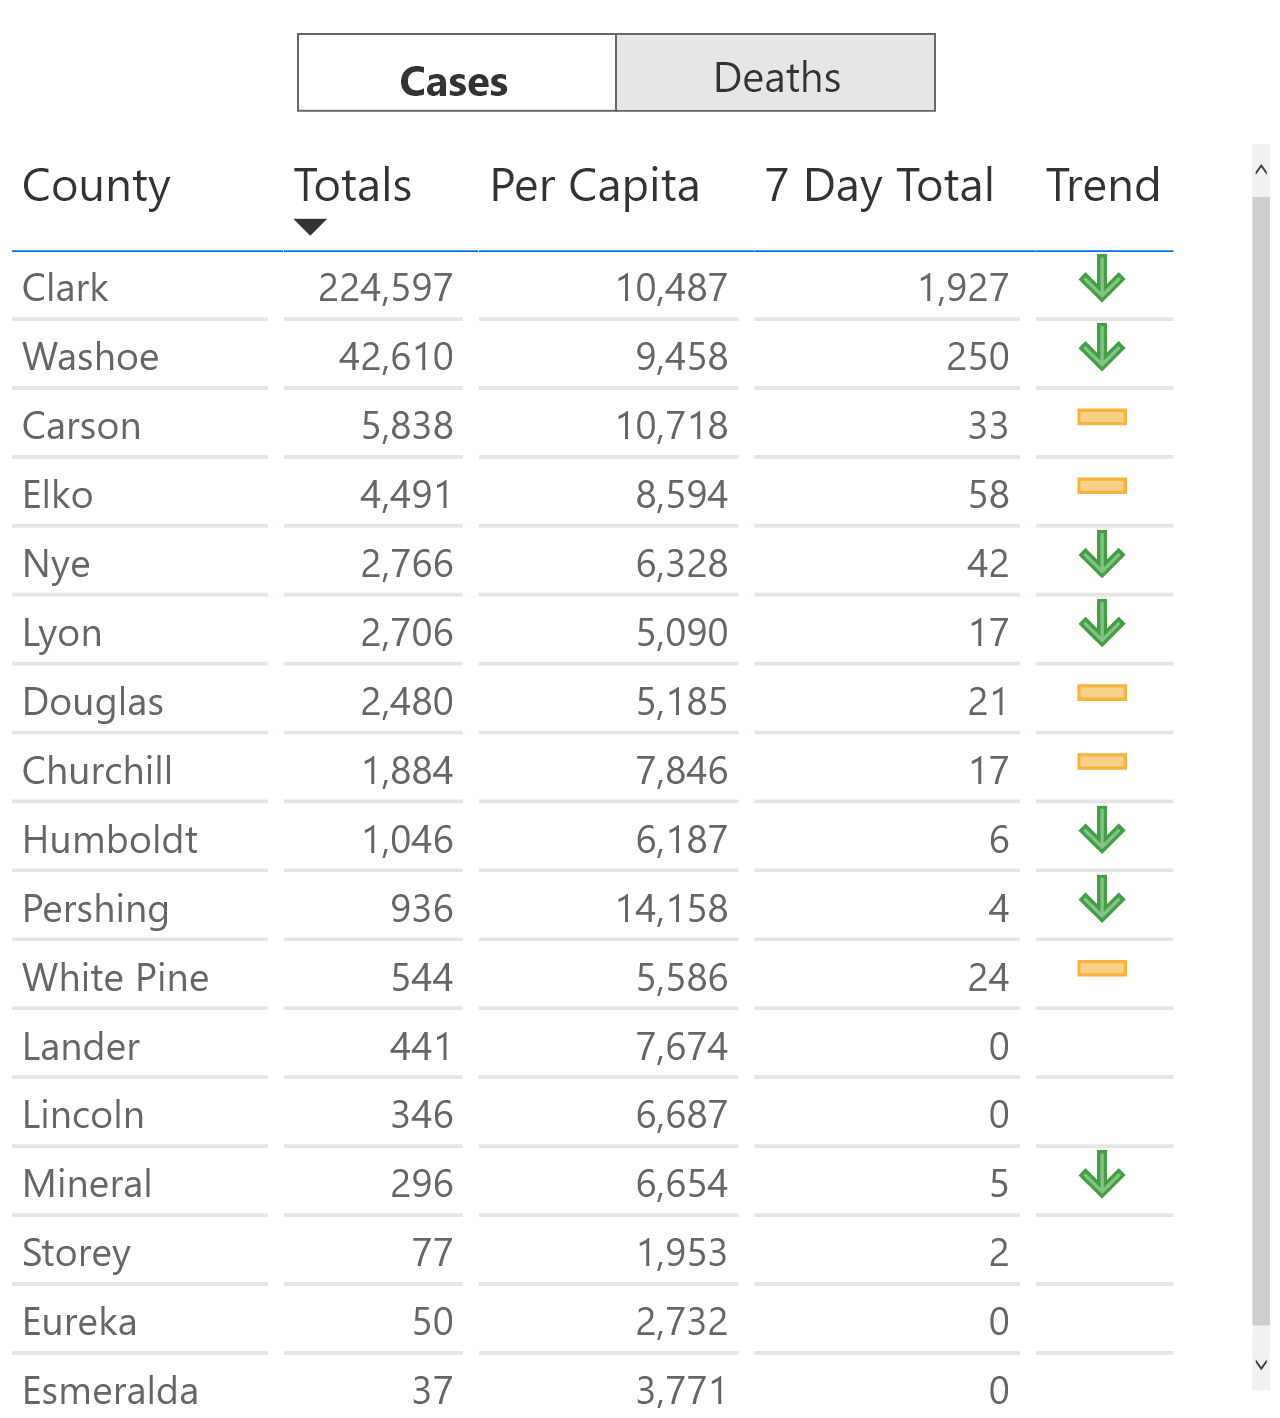 Cases Deaths
County Totals Per Capita 7 Day Total Trend
Clark 224,597 10,487 1,927
Washoe 42,610 9,458 250
Carson 5,838 10,718 33
Elko 4,491 8,594 58
Nye 2,766 6,328 42
Lyon 2,706 5,090 17
Douglas 2,480 5,185 21
Churchill 1,884 7,846 17
Humboldt 1,046 6,187 6
Pershing 936 14,158 4
White Pine 544 5,586 24
Lander 441 7,674 0
Lincoln 346 6,687 0
Mineral 296 6,654 5
Storey 77 1,953 2
Eureka 50 2,732 0
Esmeralda 37 3,771 0